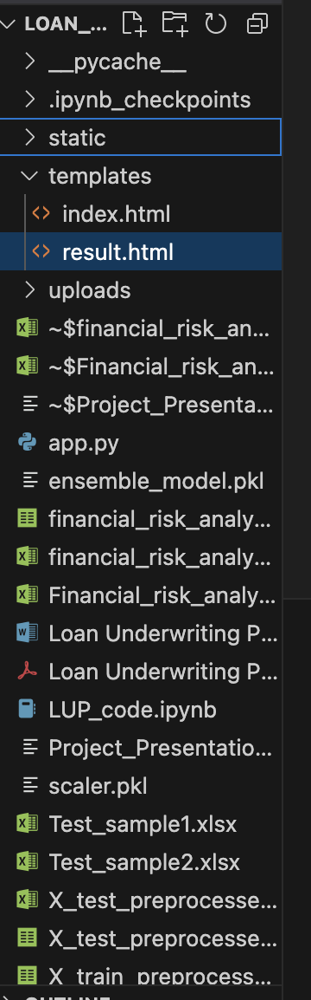 LOAN_...
__pycache__
.ipynb_checkpoints
static
templates
index.html
result.html
uploads
~$financial_risk_an...
~$Financial_risk_an...
~$Project_Presenta...
app.py
ensemble_model.pkl
financial_risk_analy...
financial_risk_analy...
Financial_risk_analy...
Loan Underwriting P...
Loan Underwriting P...
LUP_code.ipynb
Project_Presentatio...
scaler.pkl
Test_sample1.xlsx
Test_sample2.xlsx
X_test_preprocesse...
X_test_preprocesse...
X_train_preprocess...
OUTLINE